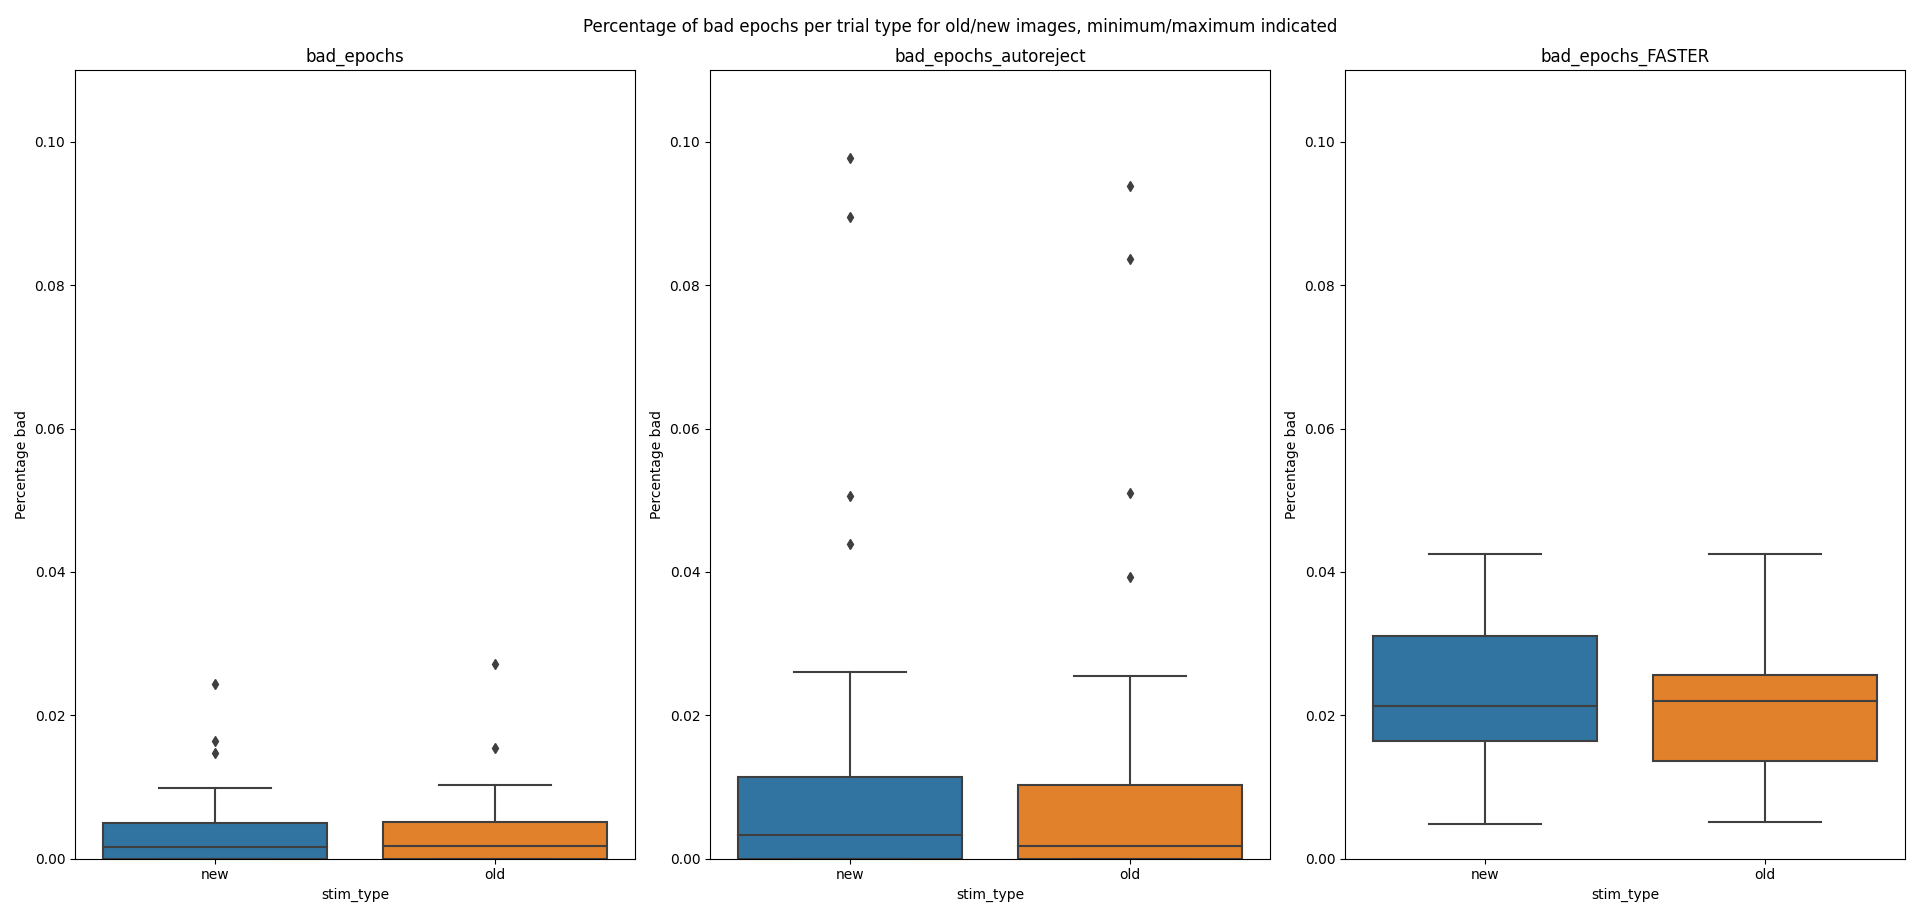 Percentage of bad epochs per trial type for old/new images, minimum/maximum indicated
bad_epochs
Percentage bad
0.10
0.08
0.06
0.04
0.02
0.00
new
old
stim_type
bad_epochs_autoreject
Percentage bad
0.10
0.08
0.06
0.04
0.02
0.00
new
old
stim_type
bad_epochs_FASTER
Percentage bad
0.10
0.08
0.06
0.04
0.02
0.00
new
old
stim_type